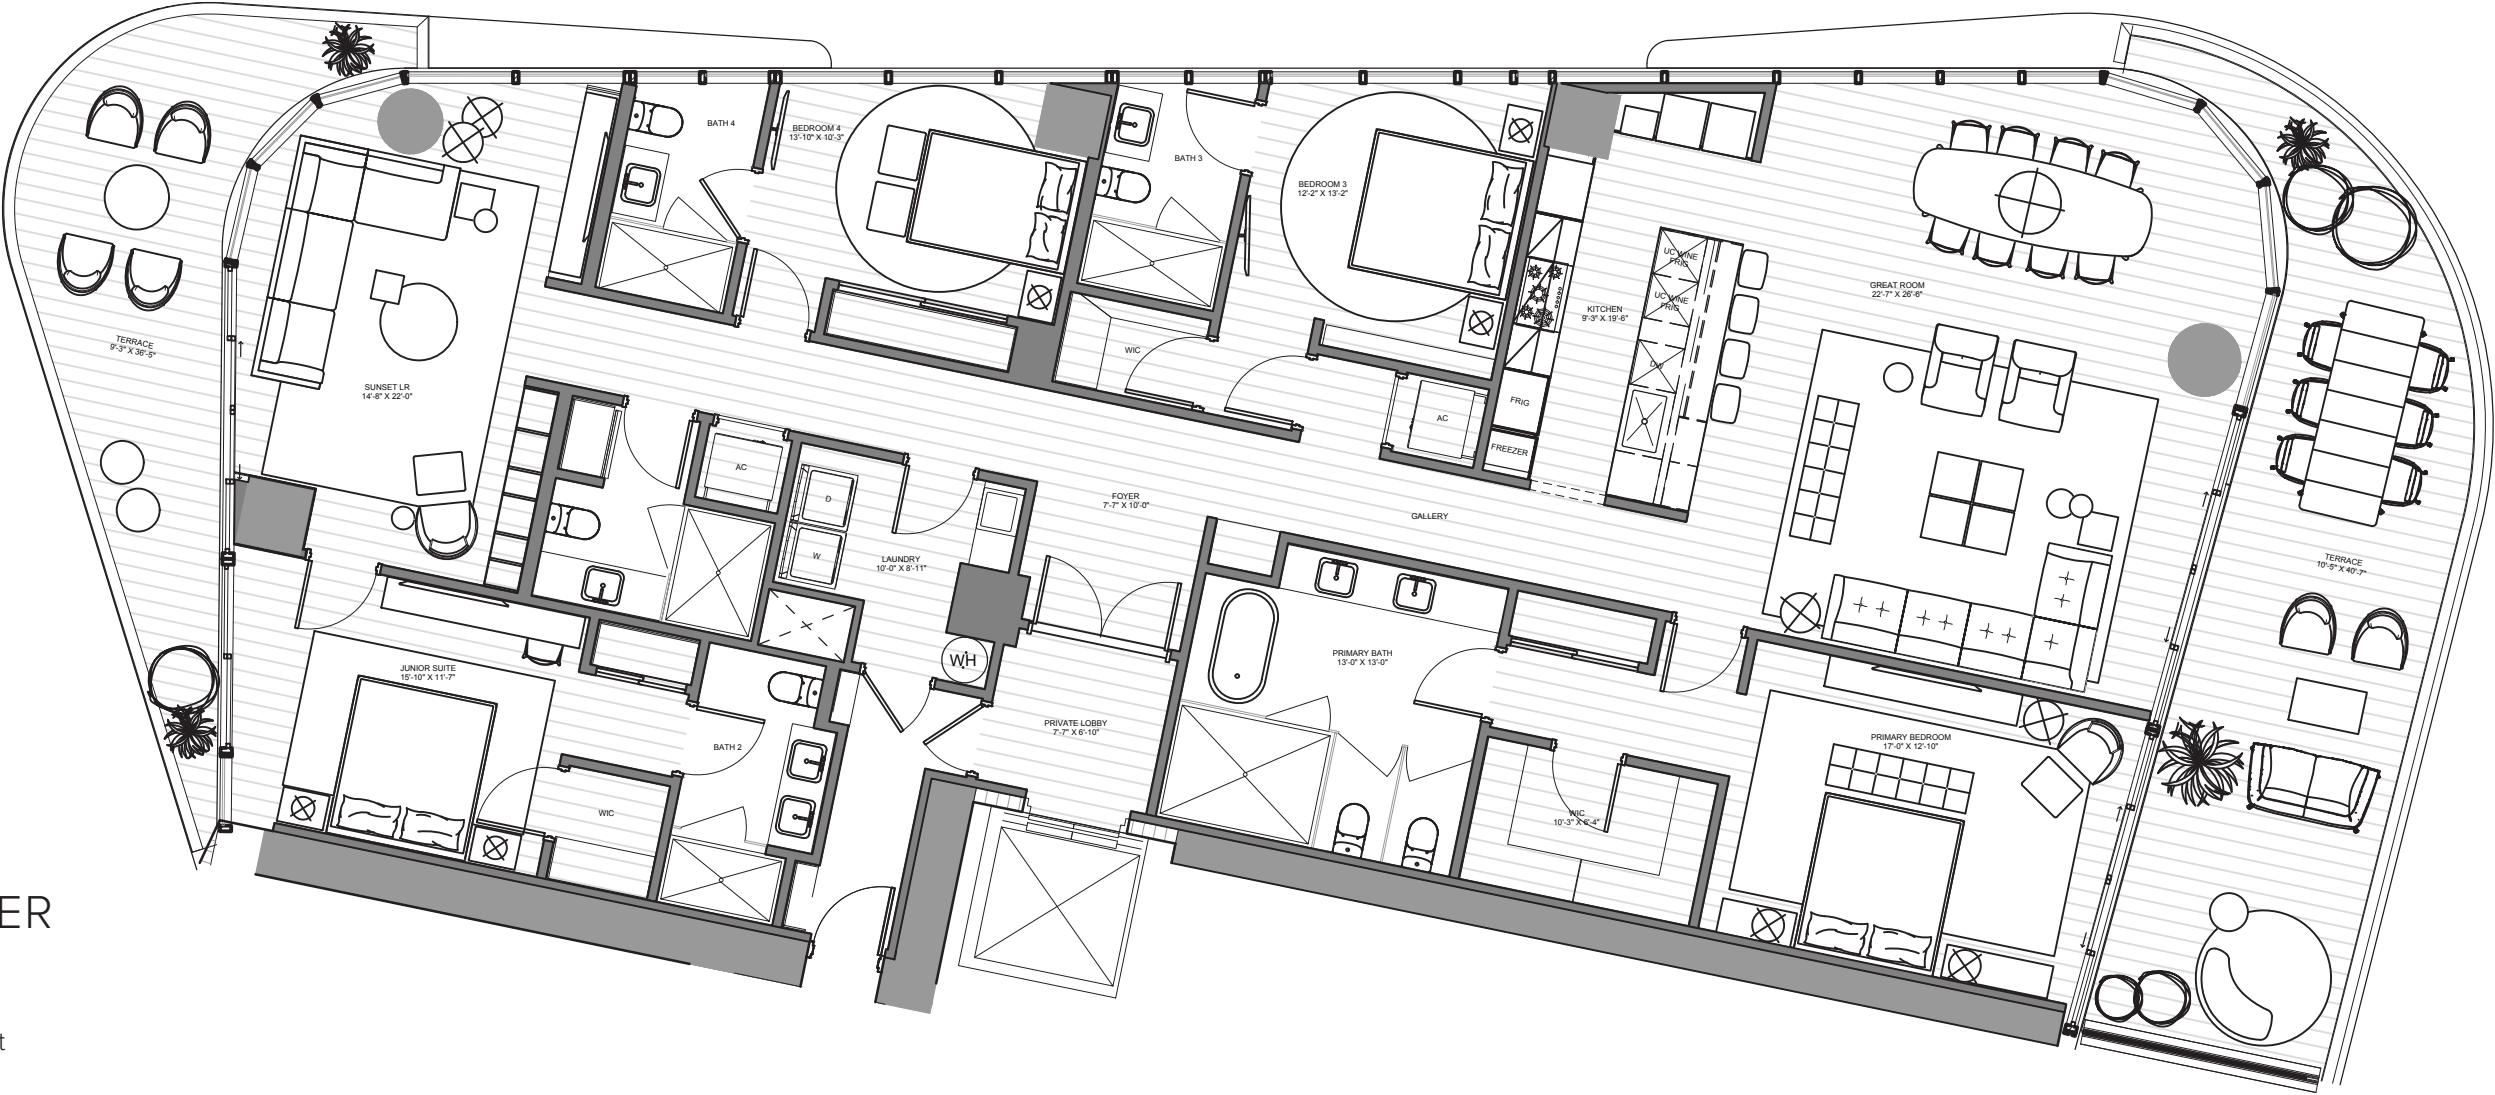 BATH 4
BEDROOM 4
13'-10" X 10'-3"
BATH 3
BEDROOM 3
12'-2" X 13'-2"
UC WINE
FRIG
UC WINE
FRIG
KITCHEN
9'-3" X 19'-6"
GREAT ROOM
22'-7" X 26'-6"
TERRACE
9'-3" X 36'-5"
SUNSET LR
14'-8" X 22'-0"
WIC
DW
FRIG
AC
FREEZER
AC
D
W
FOYER
7'-7" X 10'-0"
GALLERY
LAUNDRY
10'-0" X 8'-11"
TERRACE
10'-5" X 40'-7"
JUNIOR SUITE
15'-10" X 11'-7"
WH
PRIMARY BATH
13'-0" X 13'-0"
PRIVATE LOBBY
7'-7" X 6'-10"
BATH 2
PRIMARY BEDROOM
17'-0" X 12'-10"
WIC
WIC
10'-3" X 6'-4"
ER
t